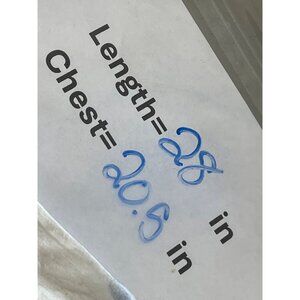 Length= 28 in
Chest= 20.5 in